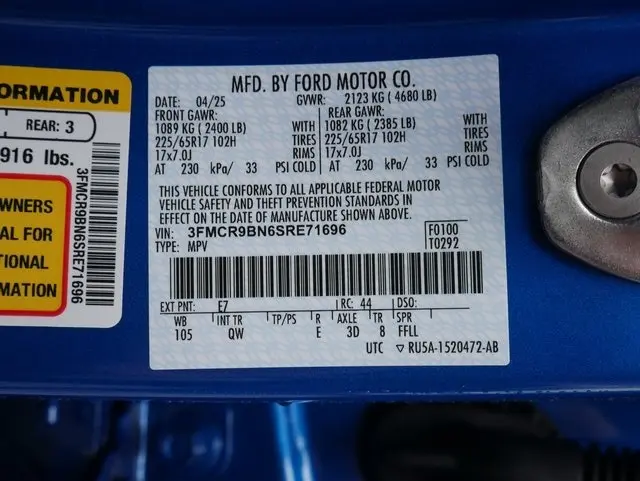 ORMATION
REAR: 3
916 lbs.
WNERS
AL FOR
TIONAL
RMATION
3FMCR9BN6SRE71696
MFD. BY FORD MOTOR CO.
DATE: 04/25 GVWR: 2123 KG ( 4680 LB)
FRONT GAWR: REAR GAWR:
1089 KG ( 2400 LB) WITH 1082 KG ( 2385 LB) WITH
225/65R17 102H TIRES 225/65R17 102H TIRES
17x7.0J RIMS 17x7.0J RIMS
AT 230 kPa/ 33 PSI COLD AT 230 kPa/ 33 PSI COLD
THIS VEHICLE CONFORMS TO ALL APPLICABLE FEDERAL MOTOR
VEHICLE SAFETY AND THEFT PREVENTION STANDARDS IN
EFFECT ON THE DATE OF MANUFACTURE SHOWN ABOVE.
VIN: 3FMCR9BN6SRE71696 F0100
TYPE: MPV T0292
EXT PNT: E7 RC: 44 DSO:
WB INT TR TP/PS R AXLE TR SPR
105 QW E 3D 8 FFLL
UTC ▽ RU5A-1520472-AB